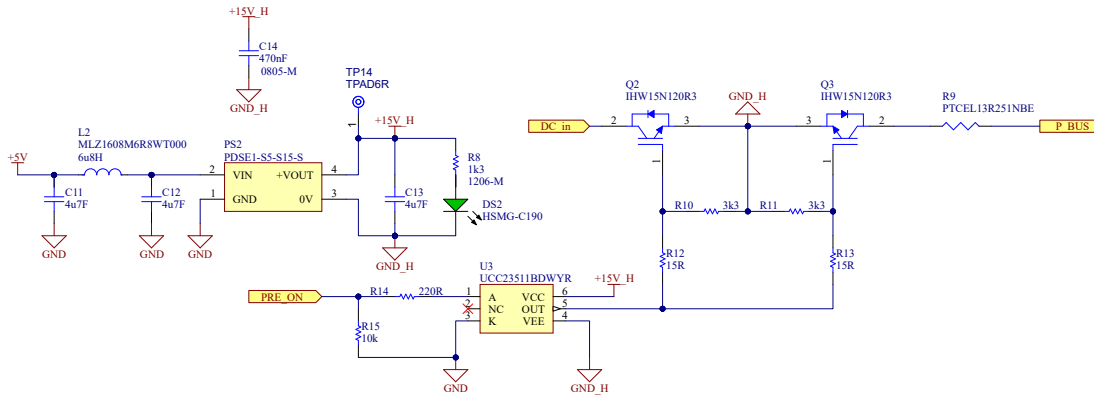 +15V_H
C14
470nF
0805-M
GND_H
TP14
TPAD6R
1
+15V_H
L2
MLZ1608M6R8WT000
6u8H
+5V
C11
4u7F
GND
C12
4u7F
GND
PS2
PDSE1-S5-S15-S
2 VIN +VOUT 4
1 GND 0V 3
GND
C13
4u7F
R8
1k3
1206-M
DS2
HSMG-C190
GND_H
Q2
IHW15N120R3
GND_H
Q3
IHW15N120R3
R9
PTCEL13R251NBE
DC_in
2 3
1
3 2
1
P_BUS
R10 3k3
R11 3k3
R12
15R
R13
15R
U3
UCC23511BDWYR
PRE_ON
R14 220R
R15
10k
1 A VCC 6
2 NC OUT 5
3 K VEE 4
+15V_H
GND
GND_H